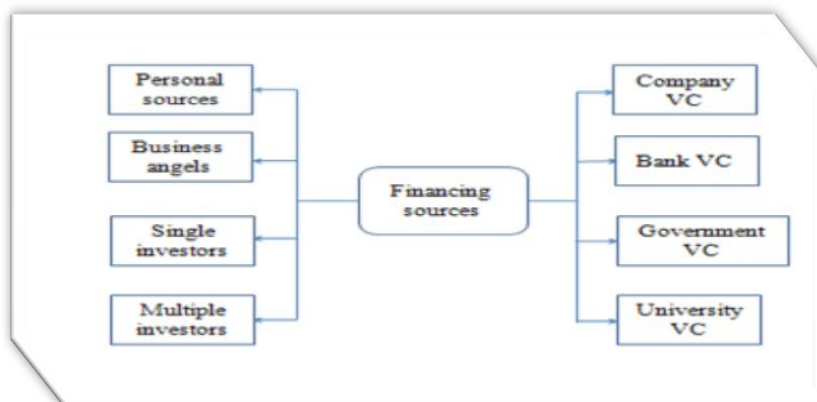 Personal
sources
Business
angels
Single
investors
Multiple
investors
Financing
sources
Company
VC
Bank VC
Government
VC
University
VC